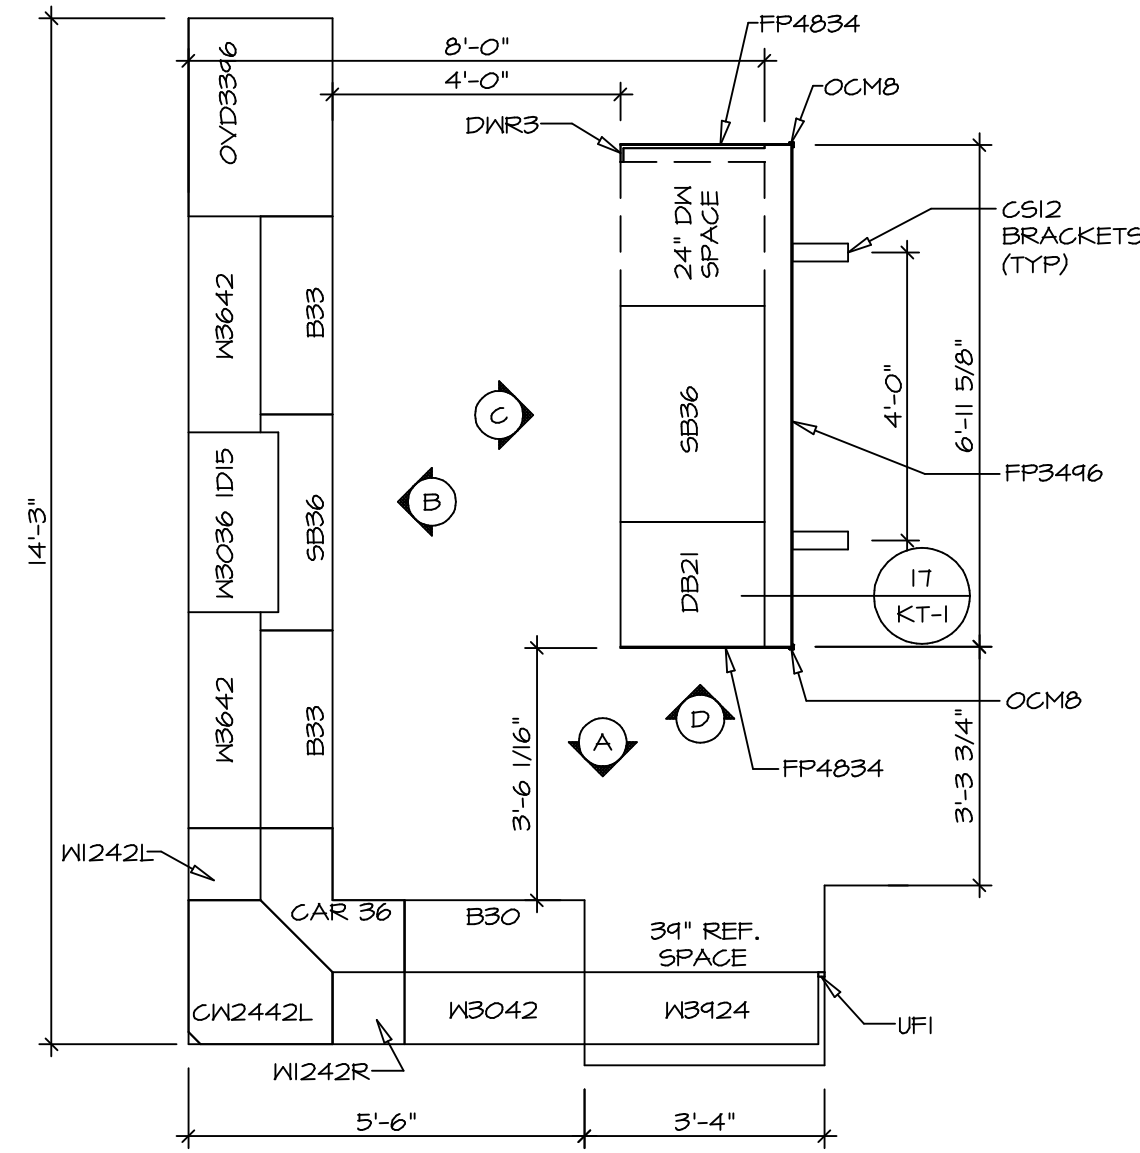 FP4834
8'-0"
4'-0"
OCM8
DWR3
OVD3396
24" DW
SPACE
CS12
BRACKETS
(TYP)
W3642
B33
4'-0"
6'-11 5/8"
C
SB36
B
W3036 1D15
SB36
FP3496
14'-3"
DB21
17
KT-1
W3642
B33
3'-6 1/16"
A
D
OCM8
FP4834
3'-3 3/4"
W1242L
CAR 36
B30
39" REF.
SPACE
CW2442L
W3042
W3924
UF1
W1242R
5'-6"
3'-4"